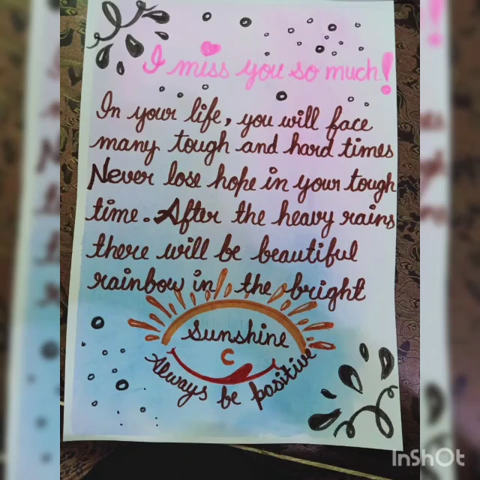 I miss you so much!
In your life, you will face
many tough and hard times
Never lose hope in your tough
time. After the heavy rains
there will be beautiful
rainbow in the bright
Sunshine
Always be positive
InShOt